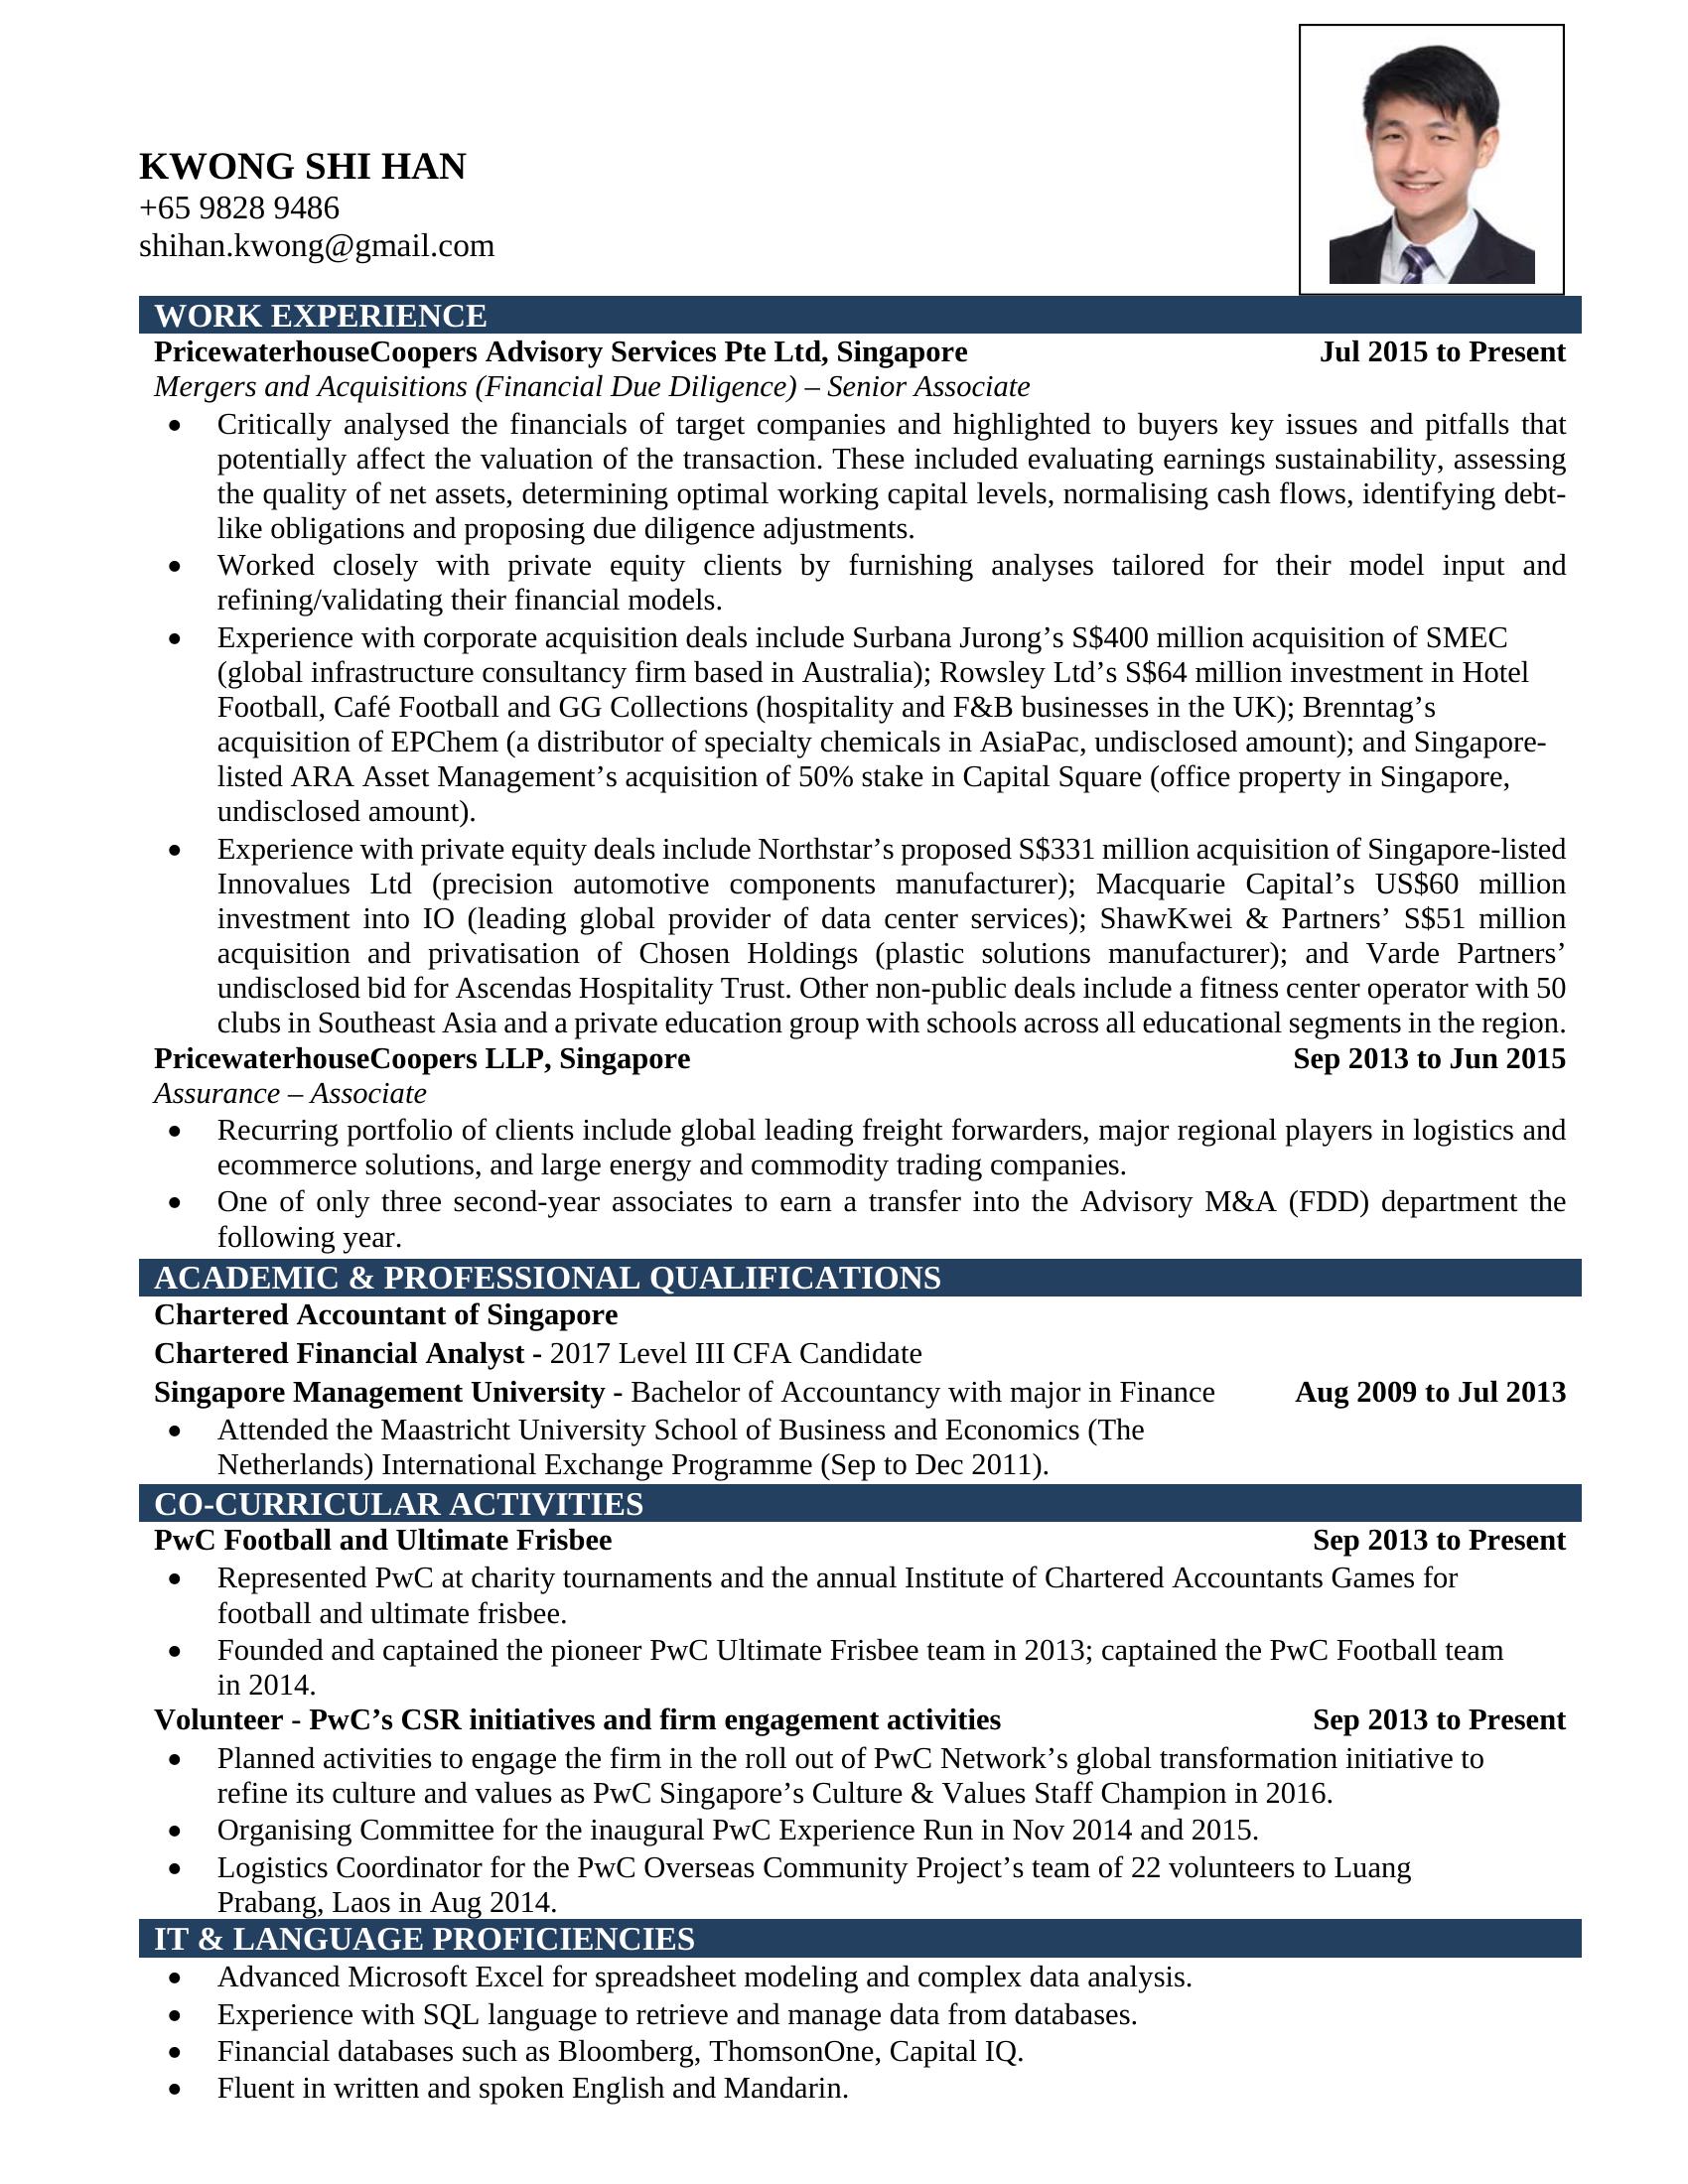 KWONG SHI HAN
+65 9828 9486
shihan.kwong@gmail.com
WORK EXPERIENCE
PricewaterhouseCoopers Advisory Services Pte Ltd, Singapore Jul 2015 to Present
Mergers and Acquisitions (Financial Due Diligence) – Senior Associate
• Critically analysed the financials of target companies and highlighted to buyers key issues and pitfalls that
potentially affect the valuation of the transaction. These included evaluating earnings sustainability, assessing
the quality of net assets, determining optimal working capital levels, normalising cash flows, identifying debt-
like obligations and proposing due diligence adjustments.
• Worked closely with private equity clients by furnishing analyses tailored for their model input and
refining/validating their financial models.
• Experience with corporate acquisition deals include Surbana Jurong’s S$400 million acquisition of SMEC
(global infrastructure consultancy firm based in Australia); Rowsley Ltd’s S$64 million investment in Hotel
Football, Café Football and GG Collections (hospitality and F&B businesses in the UK); Brenntag’s
acquisition of EPChem (a distributor of specialty chemicals in AsiaPac, undisclosed amount); and Singapore-
listed ARA Asset Management’s acquisition of 50% stake in Capital Square (office property in Singapore,
undisclosed amount).
• Experience with private equity deals include Northstar’s proposed S$331 million acquisition of Singapore-listed
Innovalues Ltd (precision automotive components manufacturer); Macquarie Capital’s US$60 million
investment into IO (leading global provider of data center services); ShawKwei & Partners’ S$51 million
acquisition and privatisation of Chosen Holdings (plastic solutions manufacturer); and Varde Partners’
undisclosed bid for Ascendas Hospitality Trust. Other non-public deals include a fitness center operator with 50
clubs in Southeast Asia and a private education group with schools across all educational segments in the region.
PricewaterhouseCoopers LLP, Singapore Sep 2013 to Jun 2015
Assurance – Associate
• Recurring portfolio of clients include global leading freight forwarders, major regional players in logistics and
ecommerce solutions, and large energy and commodity trading companies.
• One of only three second-year associates to earn a transfer into the Advisory M&A (FDD) department the
following year.
ACADEMIC & PROFESSIONAL QUALIFICATIONS
Chartered Accountant of Singapore
Chartered Financial Analyst - 2017 Level III CFA Candidate
Singapore Management University - Bachelor of Accountancy with major in Finance Aug 2009 to Jul 2013
• Attended the Maastricht University School of Business and Economics (The
Netherlands) International Exchange Programme (Sep to Dec 2011).
CO-CURRICULAR ACTIVITIES
PwC Football and Ultimate Frisbee Sep 2013 to Present
• Represented PwC at charity tournaments and the annual Institute of Chartered Accountants Games for
football and ultimate frisbee.
• Founded and captained the pioneer PwC Ultimate Frisbee team in 2013; captained the PwC Football team
in 2014.
Volunteer - PwC’s CSR initiatives and firm engagement activities Sep 2013 to Present
• Planned activities to engage the firm in the roll out of PwC Network’s global transformation initiative to
refine its culture and values as PwC Singapore’s Culture & Values Staff Champion in 2016.
• Organising Committee for the inaugural PwC Experience Run in Nov 2014 and 2015.
• Logistics Coordinator for the PwC Overseas Community Project’s team of 22 volunteers to Luang
Prabang, Laos in Aug 2014.
IT & LANGUAGE PROFICIENCIES
• Advanced Microsoft Excel for spreadsheet modeling and complex data analysis.
• Experience with SQL language to retrieve and manage data from databases.
• Financial databases such as Bloomberg, ThomsonOne, Capital IQ.
• Fluent in written and spoken English and Mandarin.